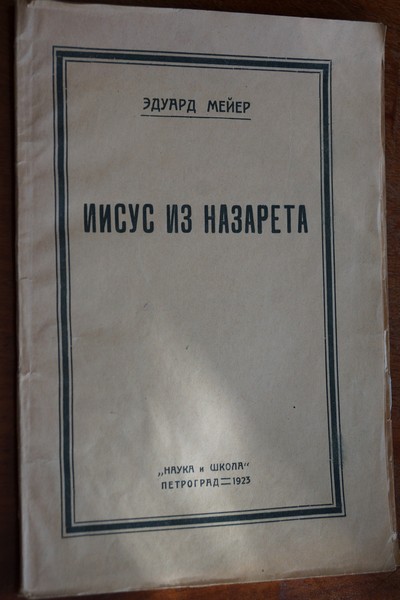 ЭДУАРД МЕЙЕР
ИИСУС ИЗ НАЗАРЕТА
„НАУКА и ШКОЛА“
ПЕТРОГРАД=1923